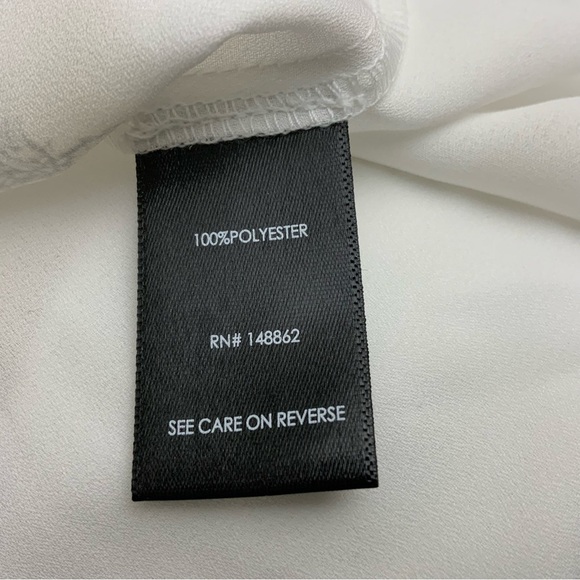 100%POLYESTER
RN# 148862
SEE CARE ON REVERSE